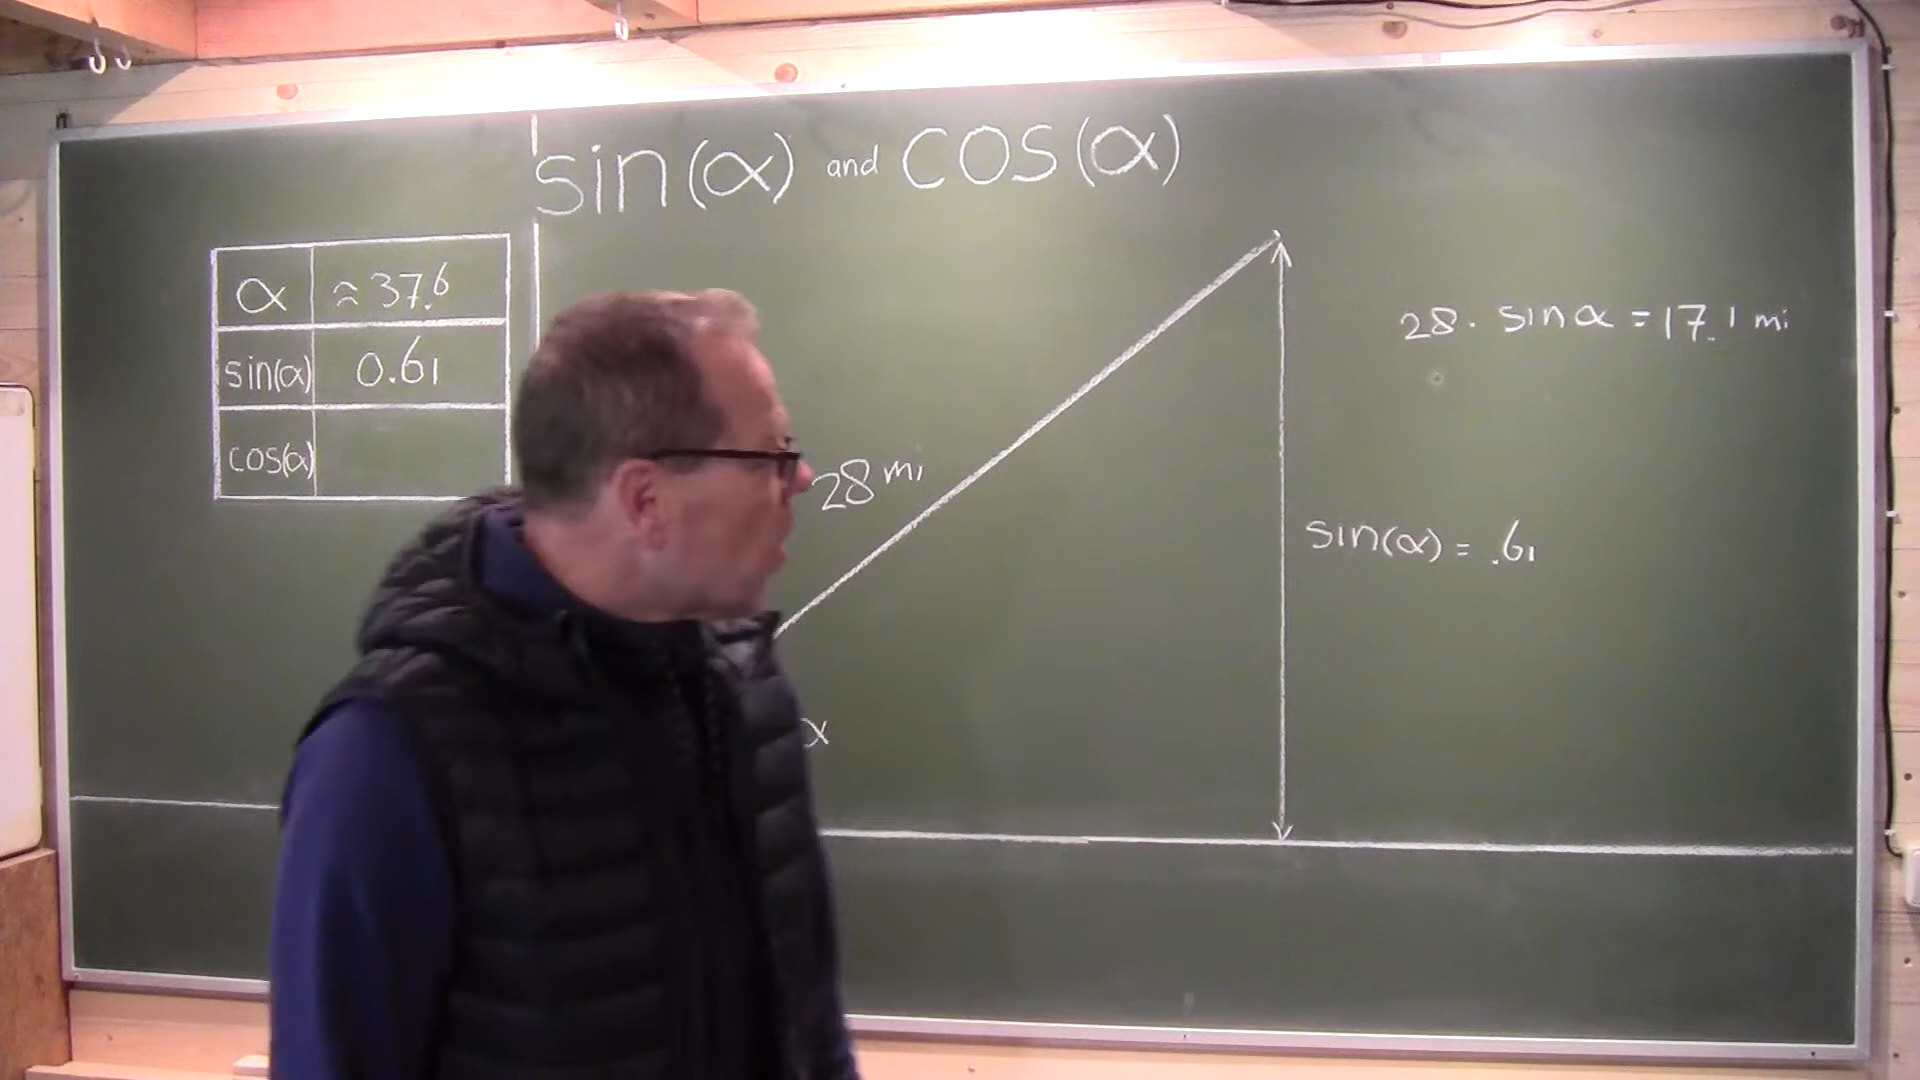 sin(α) and cos(α)
α ≈ 37.6
sin(α) 0.61
cos(α)
28 · sin α = 17.1 mi
28 mi
sin(α) = .61
α